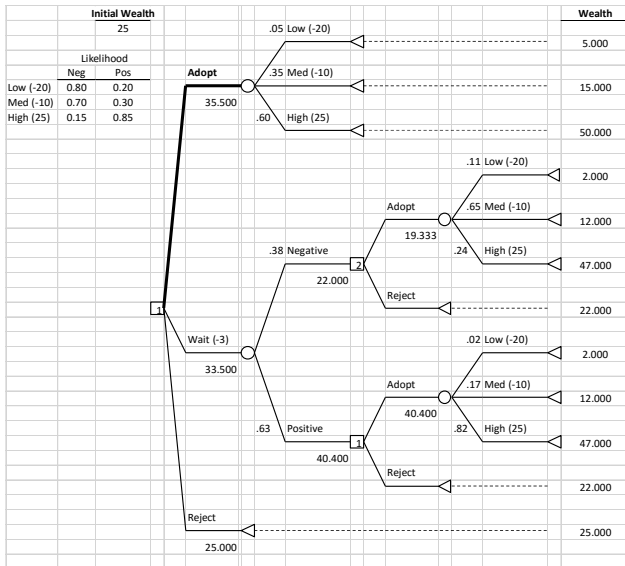 Initial Wealth Wealth
25
.05 Low (-20)
5.000
Likelihood
Neg Pos Adopt .35 Med (-10)
Low (-20) 0.80 0.20 15.000
Med (-10) 0.70 0.30 35.500
High (25) 0.15 0.85 .60 High (25)
50.000
.11 Low (-20)
2.000
Adopt .65 Med (-10)
12.000
19.333
.38 Negative .24 High (25)
2 47.000
22.000
Reject
1 22.000
Wait (-3) .02 Low (-20)
2.000
33.500
Adopt .17 Med (-10)
12.000
40.400
.63 Positive .82 High (25)
1 47.000
40.400
Reject
22.000
Reject
25.000
25.000